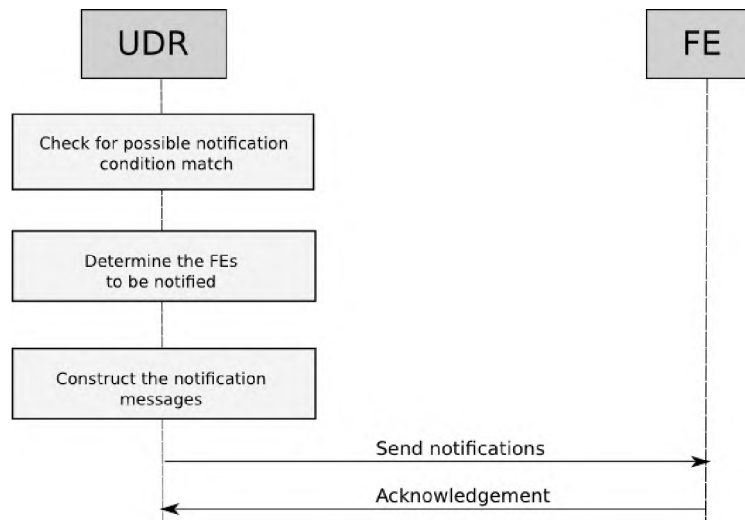 UDR
FE
Check for possible notification
condition match
Determine the FEs
to be notified
Construct the notification
messages
Send notifications
Acknowledgement